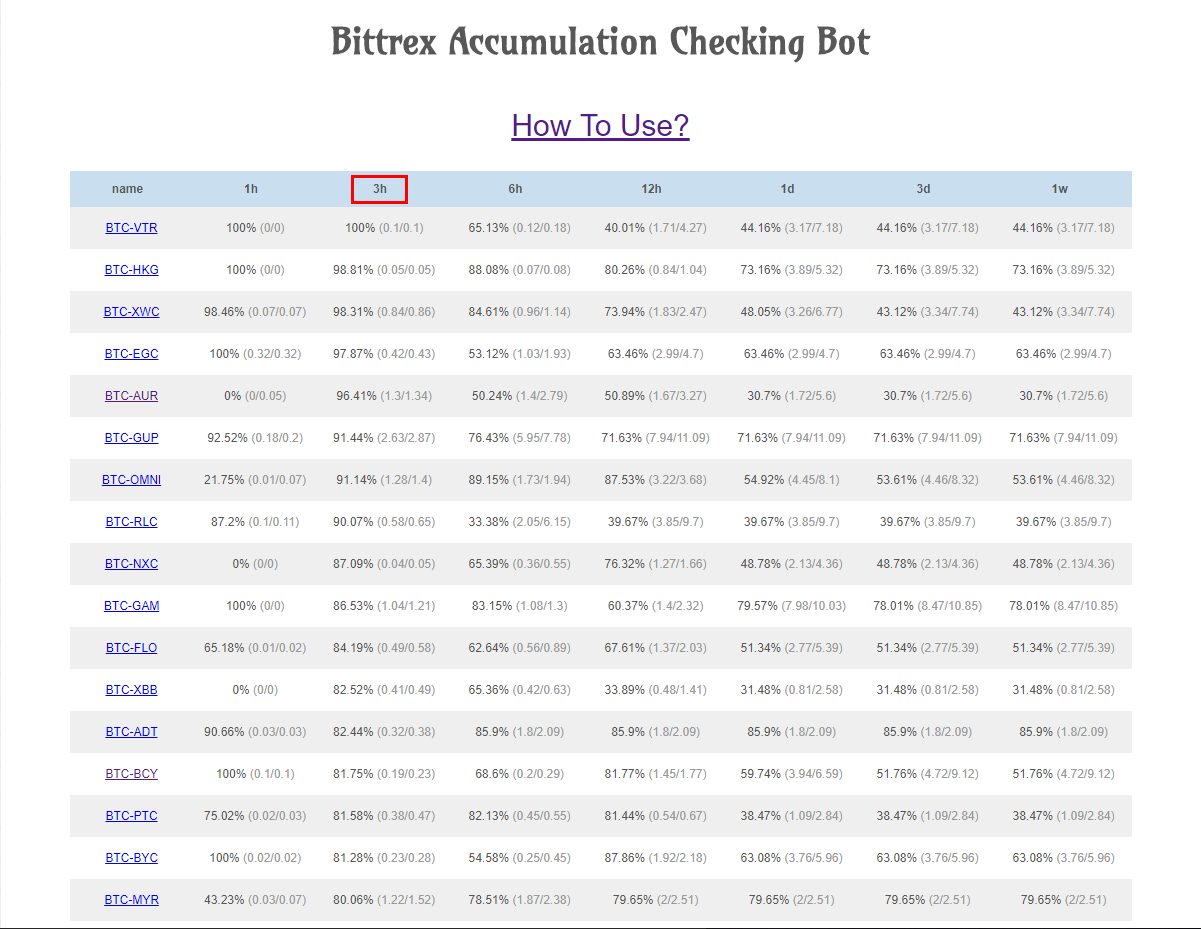 Bittrex Accumulation Checking Bot
How To Use?
name 1h 3h 6h 12h 1d 3d 1w
BTC-VTR 100% (0/0) 100% (0.1/0.1) 65.13% (0.12/0.18) 40.01% (1.71/4.27) 44.16% (3.17/7.18) 44.16% (3.17/7.18) 44.16% (3.17/7.18)
BTC-HKG 100% (0/0) 98.81% (0.05/0.05) 88.08% (0.07/0.08) 80.26% (0.84/1.04) 73.16% (3.89/5.32) 73.16% (3.89/5.32) 73.16% (3.89/5.32)
BTC-XWC 98.46% (0.07/0.07) 98.31% (0.84/0.86) 84.61% (0.96/1.14) 73.94% (1.83/2.47) 48.05% (3.26/6.77) 43.12% (3.34/7.74) 43.12% (3.34/7.74)
BTC-EGC 100% (0.32/0.32) 97.87% (0.42/0.43) 53.12% (1.03/1.93) 63.46% (2.99/4.7) 63.46% (2.99/4.7) 63.46% (2.99/4.7) 63.46% (2.99/4.7)
BTC-AUR 0% (0/0.05) 96.41% (1.3/1.34) 50.24% (1.4/2.79) 50.89% (1.67/3.27) 30.7% (1.72/5.6) 30.7% (1.72/5.6) 30.7% (1.72/5.6)
BTC-GUP 92.52% (0.18/0.2) 91.44% (2.63/2.87) 76.43% (5.95/7.78) 71.63% (7.94/11.09) 71.63% (7.94/11.09) 71.63% (7.94/11.09) 71.63% (7.94/11.09)
BTC-OMNI 21.75% (0.01/0.07) 91.14% (1.28/1.4) 89.15% (1.73/1.94) 87.53% (3.22/3.68) 54.92% (4.45/8.1) 53.61% (4.46/8.32) 53.61% (4.46/8.32)
BTC-RLC 87.2% (0.1/0.11) 90.07% (0.58/0.65) 33.38% (2.05/6.15) 39.67% (3.85/9.7) 39.67% (3.85/9.7) 39.67% (3.85/9.7) 39.67% (3.85/9.7)
BTC-NXC 0% (0/0) 87.09% (0.04/0.05) 65.39% (0.36/0.55) 76.32% (1.27/1.66) 48.78% (2.13/4.36) 48.78% (2.13/4.36) 48.78% (2.13/4.36)
BTC-GAM 100% (0/0) 86.53% (1.04/1.21) 83.15% (1.08/1.3) 60.37% (1.4/2.32) 79.57% (7.98/10.03) 78.01% (8.47/10.85) 78.01% (8.47/10.85)
BTC-FLO 65.18% (0.01/0.02) 84.19% (0.49/0.58) 62.64% (0.56/0.89) 67.61% (1.37/2.03) 51.34% (2.77/5.39) 51.34% (2.77/5.39) 51.34% (2.77/5.39)
BTC-XBB 0% (0/0) 82.52% (0.41/0.49) 65.36% (0.42/0.63) 33.89% (0.48/1.41) 31.48% (0.81/2.58) 31.48% (0.81/2.58) 31.48% (0.81/2.58)
BTC-ADT 90.66% (0.03/0.03) 82.44% (0.32/0.38) 85.9% (1.8/2.09) 85.9% (1.8/2.09) 85.9% (1.8/2.09) 85.9% (1.8/2.09) 85.9% (1.8/2.09)
BTC-BCY 100% (0.1/0.1) 81.75% (0.19/0.23) 68.6% (0.2/0.29) 81.77% (1.45/1.77) 59.74% (3.94/6.59) 51.76% (4.72/9.12) 51.76% (4.72/9.12)
BTC-PTC 75.02% (0.02/0.03) 81.58% (0.38/0.47) 82.13% (0.45/0.55) 81.44% (0.54/0.67) 38.47% (1.09/2.84) 38.47% (1.09/2.84) 38.47% (1.09/2.84)
BTC-BYC 100% (0.02/0.02) 81.28% (0.23/0.28) 54.58% (0.25/0.45) 87.86% (1.92/2.18) 63.08% (3.76/5.96) 63.08% (3.76/5.96) 63.08% (3.76/5.96)
BTC-MYR 43.23% (0.03/0.07) 80.06% (1.22/1.52) 78.51% (1.87/2.38) 79.65% (2/2.51) 79.65% (2/2.51) 79.65% (2/2.51) 79.65% (2/2.51)